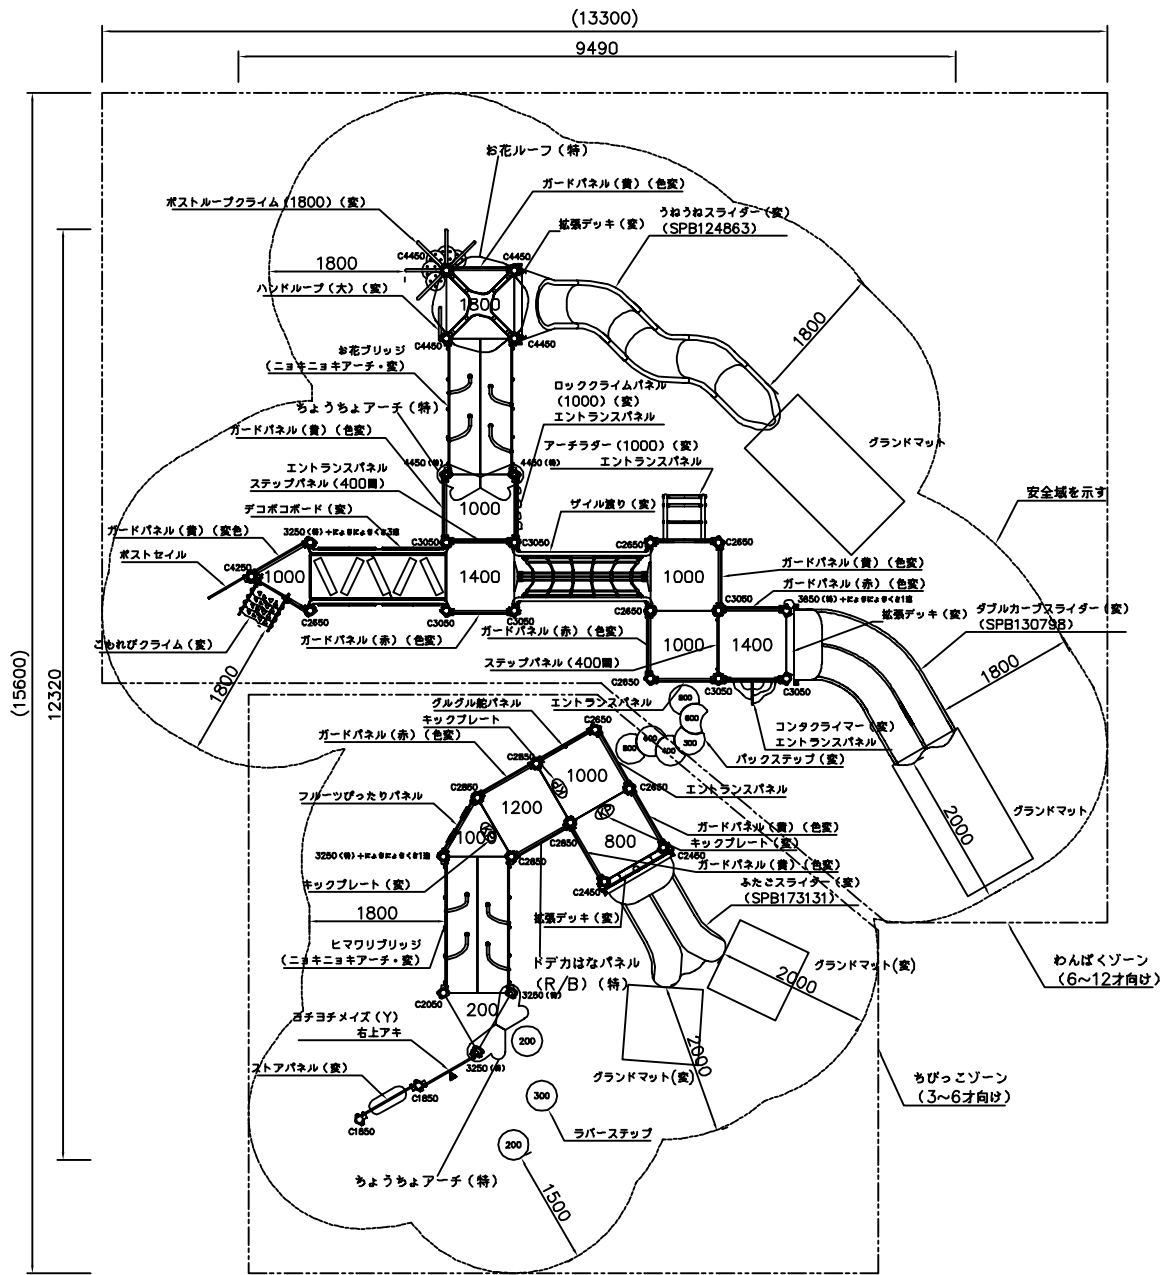 (13300)
9490
(15600)
12320
お花ルーフ（特）
ガードパネル（黄）（色変）
ポストループクライム（1800）（変）
うねうねスライダー（変）
（SPB124863）
拡張デッキ（変）
C4450
C4450
1800
ハンドループ（大）（変）
1800
1800
C4450
C4450
お花ブリッジ
（ニョキニョキアーチ・変）
ロッククライムパネル
（1000）（変）
エントランスパネル
ちょうちょアーチ（特）
ガードパネル（黄）（色変）
グランドマット
アーチラダー（1000）（変）
エントランスパネル
4450（特）
4450（特）
エントランスパネル
ステップパネル（400間）
安全域を示す
デコボコボード（変）
1000
ザイル渡り（変）
ガードパネル（黄）（変色）
ポストセイル
C3050
C3050
C2650
C2650
C4250
1000
1400
1000
ガードパネル（黄）（色変）
ガードパネル（赤）（色変）
C3050
C2650
C3050
C3050
C2650
拡張デッキ（変）
ダブルカーブスライダー（変）
（SPB130798）
ガードパネル（赤）（色変）
ガードパネル（赤）（色変）
こもれびクライム（変）
1000
1400
1800
ステップパネル（400間）
1800
C2650
C3050
C3050
エントランスパネル
グルグル舵パネル
キックプレート
ガードパネル（赤）（色変）
C2650
コンタクライマー（変）
エントランスパネル
300
バックステップ（変）
C2850
1000
C2650
エントランスパネル
C2850
フルーツぴったりパネル
1200
グランドマット
2000
KP
KP
ガードパネル（黄）（色変）
キックプレート（変）
1000
C2850
800
C2450
ガードパネル（黄）（色変）
C2850
キックプレート（変）
C2450
ふたごスライダー（変）
（SPB173131）
1800
拡張デッキ（変）
ヒマワリブリッジ
（ニョキニョキアーチ・変）
ドデカはなパネル
（R/B）（特）
グランドマット(変)
2000
わんぱくゾーン
（6～12才向け）
C2050
3250（特）
200
ヨチヨチメイズ（Y）
右上アキ
200
2000
3250（特）
ストアパネル（変）
グランドマット(変)
ちびっこゾーン
（3～6才向け）
C1850
300
C1850
ラバーステップ
200
ちょうちょアーチ（特）
1500